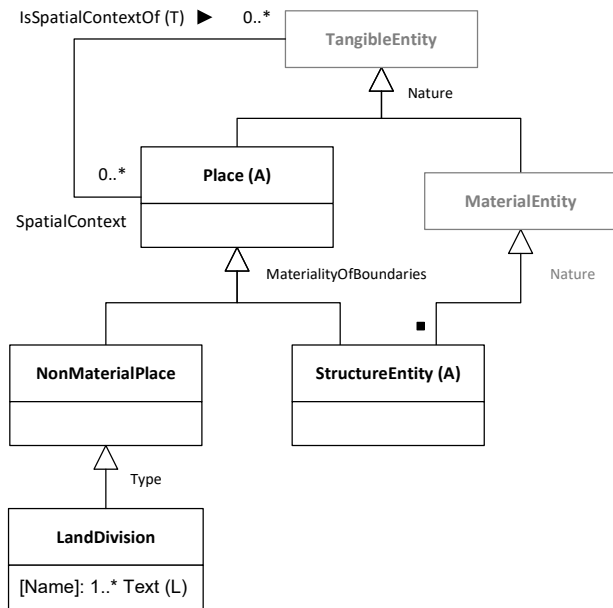 IsSpatialContextOf (T) ► 0..*
TangibleEntity
Nature
0..*
Place (A)
MaterialEntity
SpatialContext
MaterialityOfBoundaries
Nature
NonMaterialPlace
StructureEntity (A)
Type
LandDivision
[Name]: 1..* Text (L)